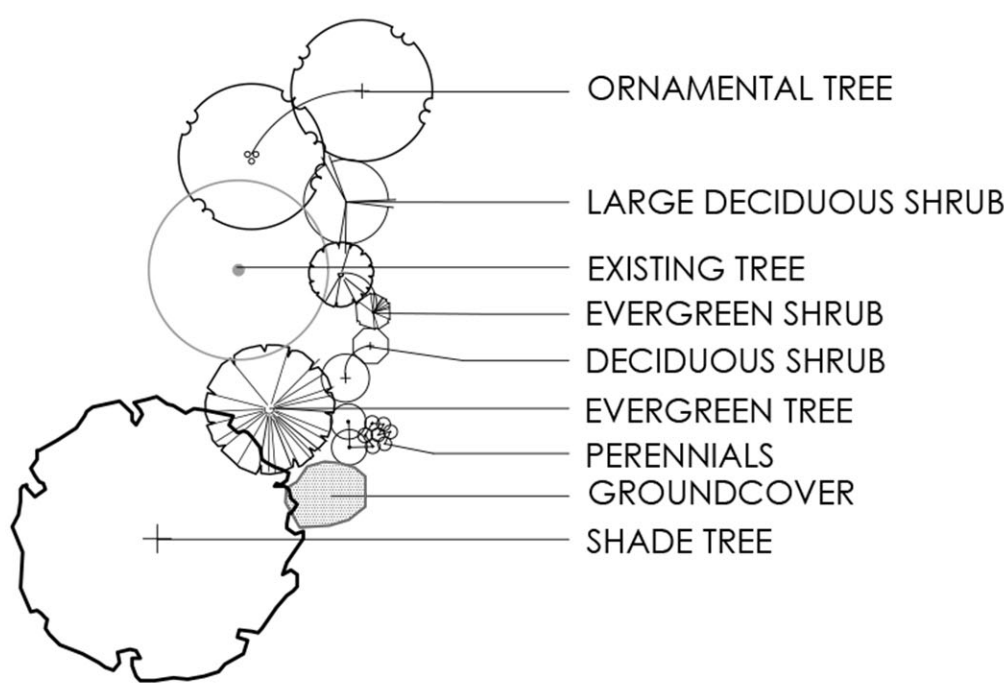 ORNAMENTAL TREE
LARGE DECIDUOUS SHRUB
EXISTING TREE
EVERGREEN SHRUB
DECIDUOUS SHRUB
EVERGREEN TREE
PERENNIALS
GROUNDCOVER
SHADE TREE